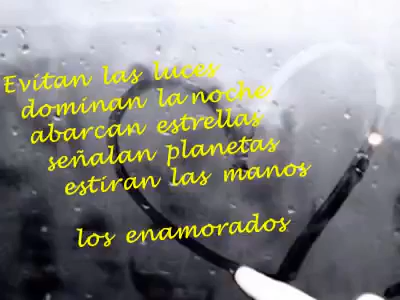 Evitan las luces
dominan la noche
abarcan estrellas
señalan planetas
estiran las manos
los enamorados